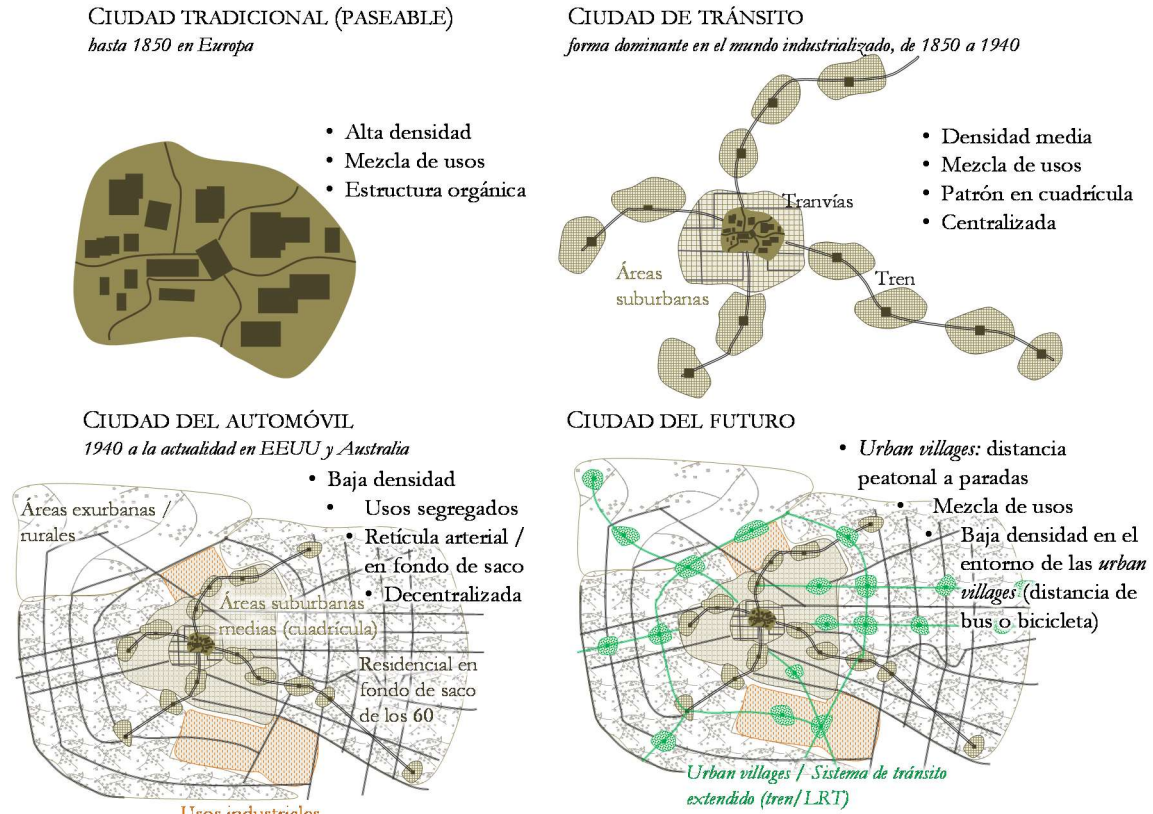 CIUDAD TRADICIONAL (PASEABLE)
hasta 1850 en Europa
• Alta densidad
• Mezcla de usos
• Estructura orgánica
CIUDAD DE TRÁNSITO
forma dominante en el mundo industrializado, de 1850 a 1940
• Densidad media
• Mezcla de usos
• Patrón en cuadrícula
• Centralizada
Tranvías
Áreas
suburbanas
Tren
CIUDAD DEL AUTOMÓVIL
1940 a la actualidad en EEUU y Australia
• Baja densidad
• Usos segregados
• Retícula arterial /
en fondo de saco
• Decentralizada
Áreas exurbanas /
rurales
Áreas suburbanas
medias (cuadrícula)
Residencial en
fondo de saco
de los 60
Usos industriales
CIUDAD DEL FUTURO
• Urban villages: distancia
peatonal a paradas
• Mezcla de usos
• Baja densidad en el
entorno de las urban
villages (distancia de
bus o bicicleta)
Urban villages / Sistema de tránsito
extendido (tren/LRT)